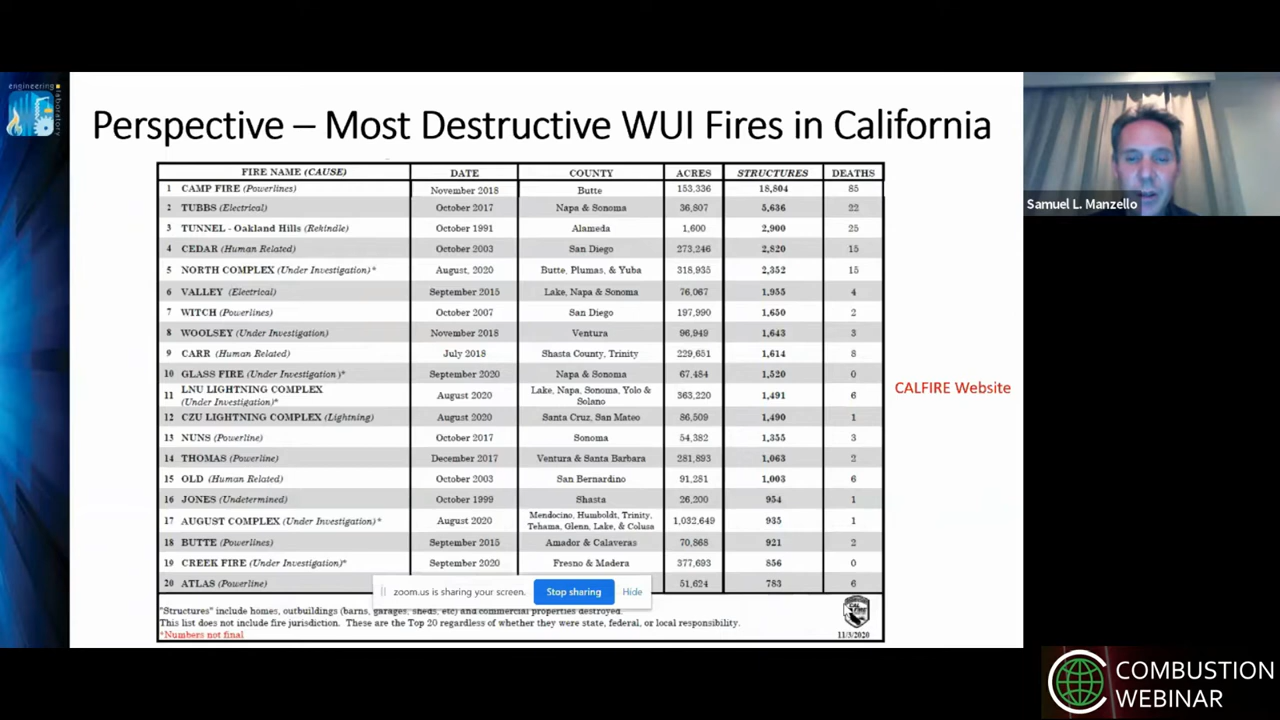 engineering
laboratory
Perspective – Most Destructive WUI Fires in California
FIRE NAME (CAUSE) DATE COUNTY ACRES STRUCTURES DEATHS
1 CAMP FIRE (Powerlines) November 2018 Butte 153,336 18,804 85
2 TUBBS (Electrical) October 2017 Napa & Sonoma 36,807 5,636 22
3 TUNNEL - Oakland Hills (Rekindle) October 1991 Alameda 1,600 2,900 25
4 CEDAR (Human Related) October 2003 San Diego 273,246 2,820 15
5 NORTH COMPLEX (Under Investigation)* August, 2020 Butte, Plumas, & Yuba 318,935 2,352 15
6 VALLEY (Electrical) September 2015 Lake, Napa & Sonoma 76,067 1,955 4
7 WITCH (Powerlines) October 2007 San Diego 197,990 1,650 2
8 WOOLSEY (Under Investigation) November 2018 Ventura 96,949 1,643 3
9 CARR (Human Related) July 2018 Shasta County, Trinity 229,651 1,614 8
10 GLASS FIRE (Under Investigation)* September 2020 Napa & Sonoma 67,484 1,520 0
11 LNU LIGHTNING COMPLEX (Under Investigation)* August 2020 Lake, Napa, Sonoma, Yolo & Solano 363,220 1,491 6
12 CZU LIGHTNING COMPLEX (Lightning) August 2020 Santa Cruz, San Mateo 86,509 1,490 1
13 NUNS (Powerline) October 2017 Sonoma 54,382 1,355 3
14 THOMAS (Powerline) December 2017 Ventura & Santa Barbara 281,893 1,063 2
15 OLD (Human Related) October 2003 San Bernardino 91,281 1,003 6
16 JONES (Undetermined) October 1999 Shasta 26,200 954 1
17 AUGUST COMPLEX (Under Investigation)* August 2020 Mendocino, Humboldt, Trinity, Tehama, Glenn, Lake, & Colusa 1,032,649 935 1
18 BUTTE (Powerlines) September 2015 Amador & Calaveras 70,868 921 2
19 CREEK FIRE (Under Investigation)* September 2020 Fresno & Madera 377,693 856 0
20 ATLAS (Powerline) 51,624 783 6
zoom.us is sharing your screen. Stop sharing Hide
"Structures" include homes, outbuildings (barns, garages, sheds, etc) and commercial properties destroyed.
This list does not include fire jurisdiction. These are the Top 20 regardless of whether they were state, federal, or local responsibility.
*Numbers not final
11/3/2020
CALFIRE Website
Samuel L. Manzello
COMBUSTION
WEBINAR